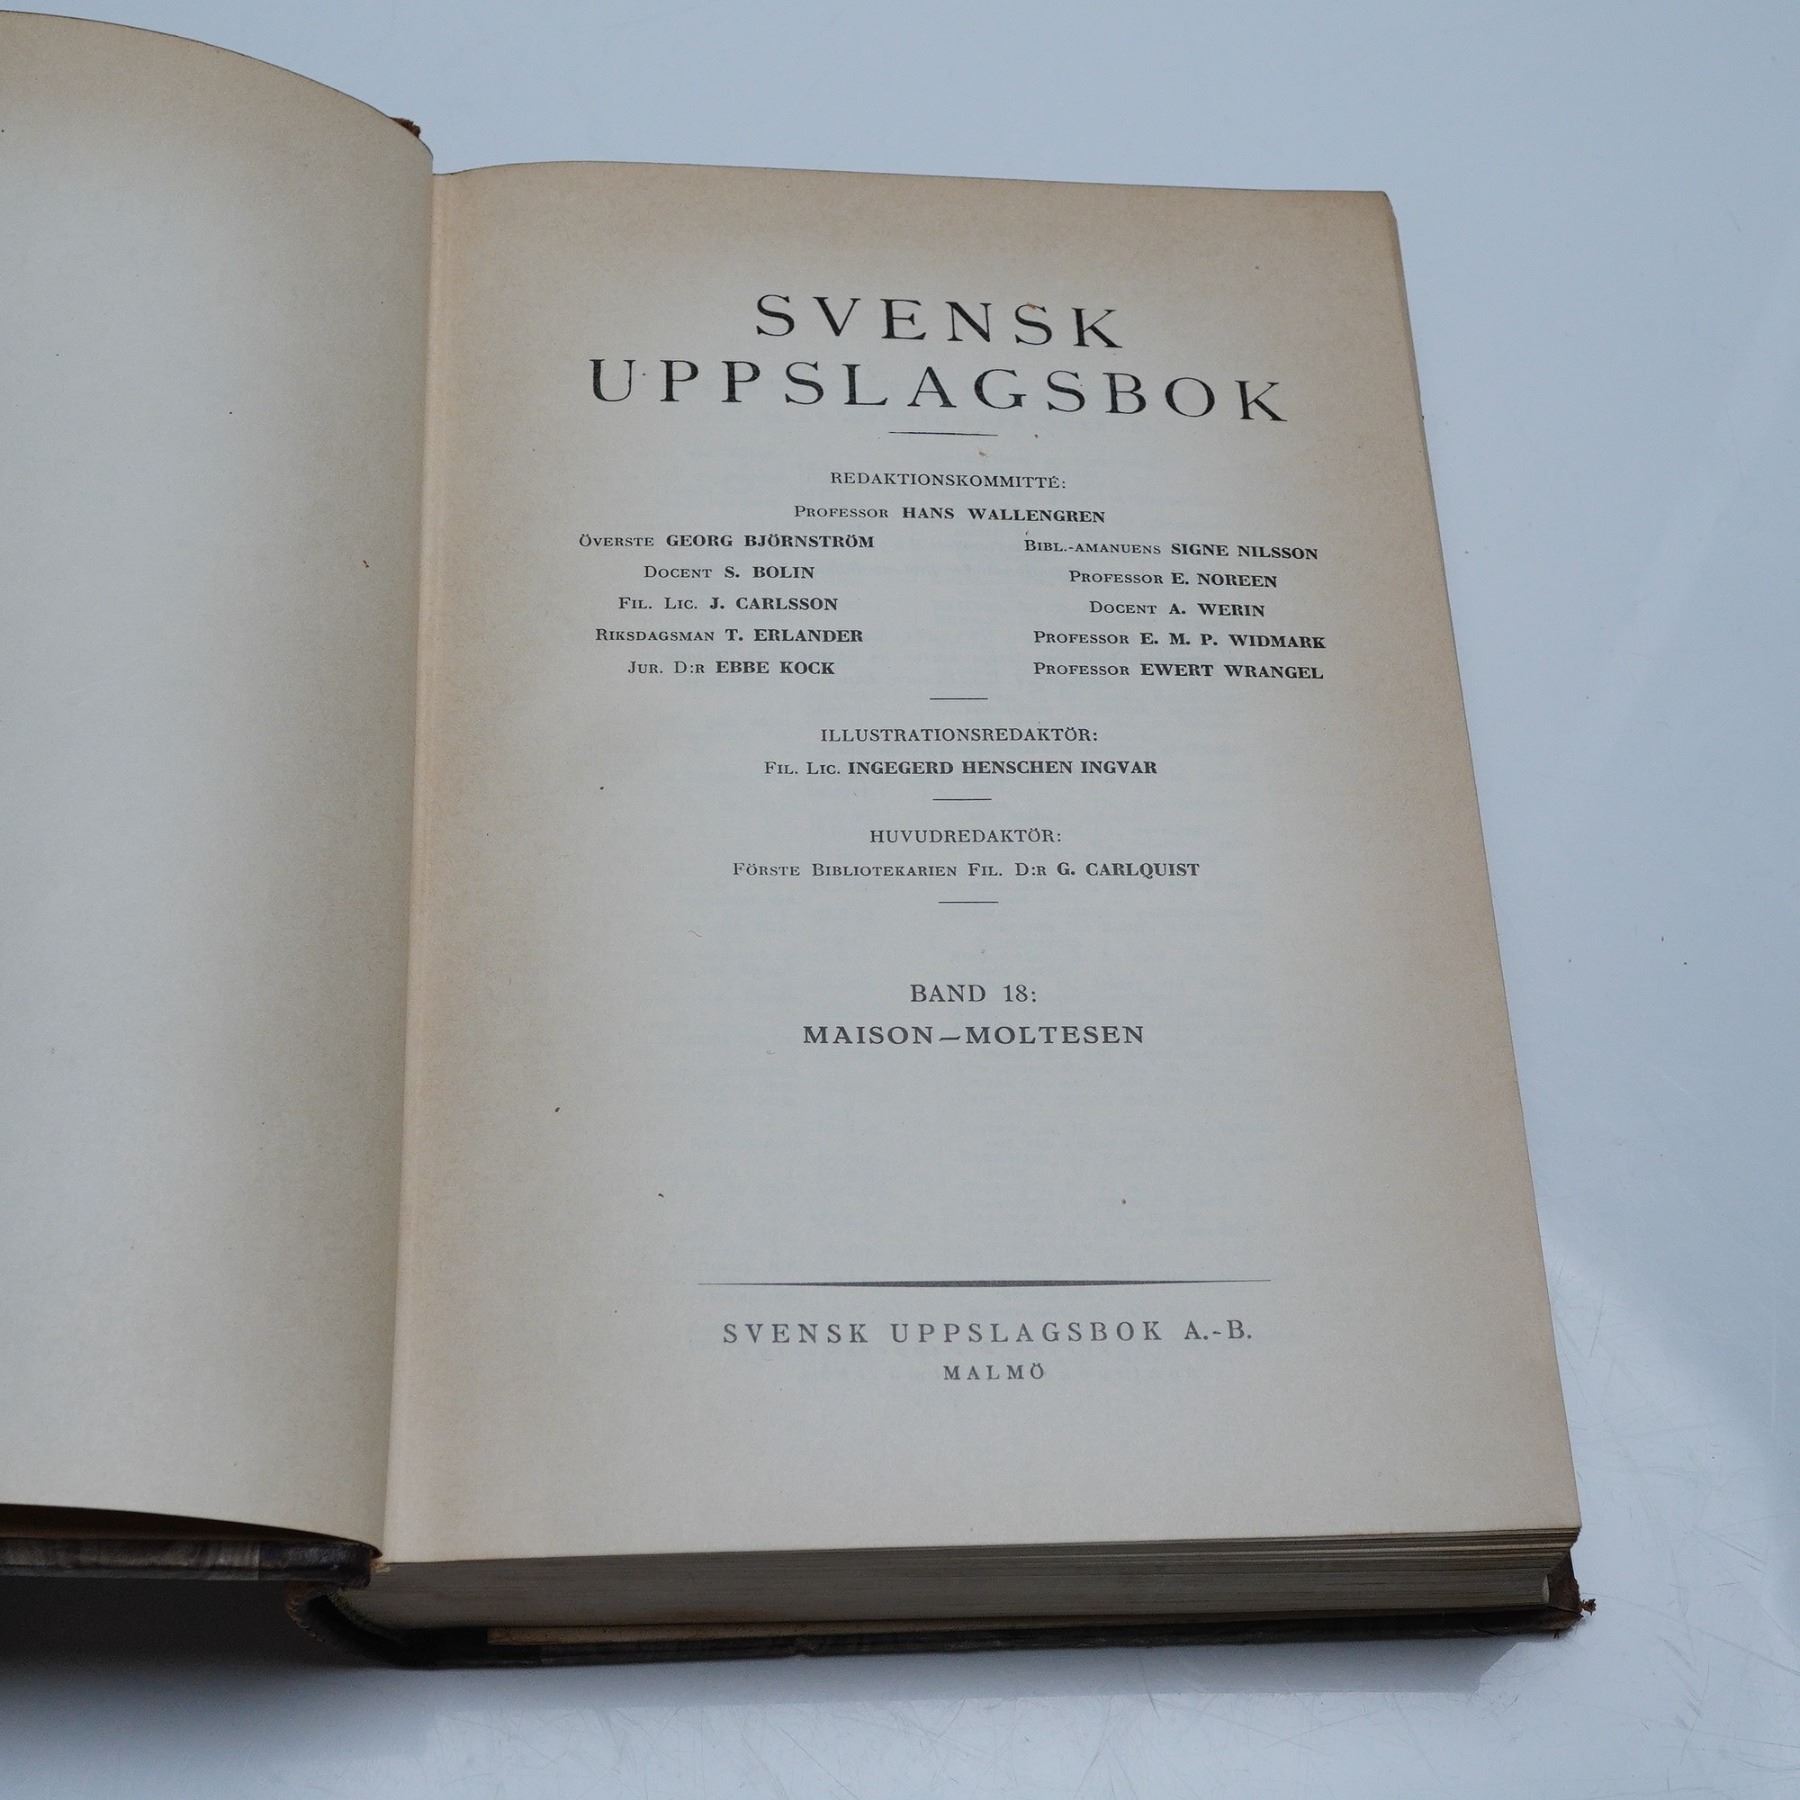 SVENSK
UPPSLAGSBOK
REDAKTIONSKOMMITTÉ:
PROFESSOR HANS WALLENGREN
ÖVERSTE GEORG BJÖRNSTRÖM
DOCENT S. BOLIN
FIL. LIC. J. CARLSSON
RIKSDAGSMAN T. ERLANDER
JUR. D:R EBBE KOCK
BIBL.-AMANUENS SIGNE NILSSON
PROFESSOR E. NOREEN
DOCENT A. WERIN
PROFESSOR E. M. P. WIDMARK
PROFESSOR EWERT WRANGEL
ILLUSTRATIONSREDAKTÖR:
FIL. LIC. INGEGERD HENSCHEN INGVAR
HUVUDREDAKTÖR:
FÖRSTE BIBLIOTEKARIEN FIL. D:R G. CARLQUIST
BAND 18:
MAISON—MOLTESEN
SVENSK UPPSLAGSBOK A.-B.
MALMÖ